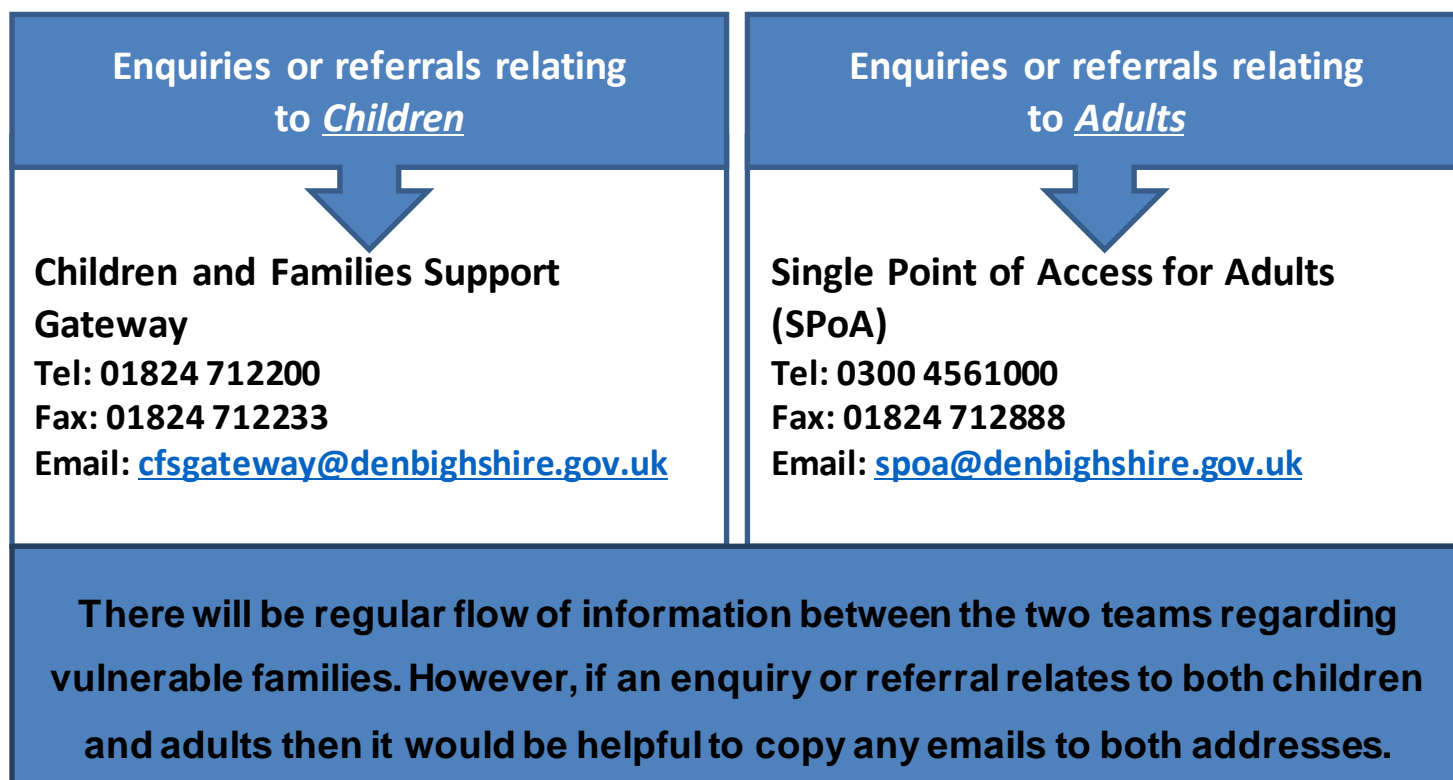 Enquiries or referrals relating
to Children
Children and Families Support
Gateway
Tel: 01824 712200
Fax: 01824 712233
Email: cfsgateway@denbighshire.gov.uk
Enquiries or referrals relating
to Adults
Single Point of Access for Adults
(SPoA)
Tel: 0300 4561000
Fax: 01824 712888
Email: spoa@denbighshire.gov.uk
There will be regular flow of information between the two teams regarding
vulnerable families. However, if an enquiry or referral relates to both children
and adults then it would be helpful to copy any emails to both addresses.